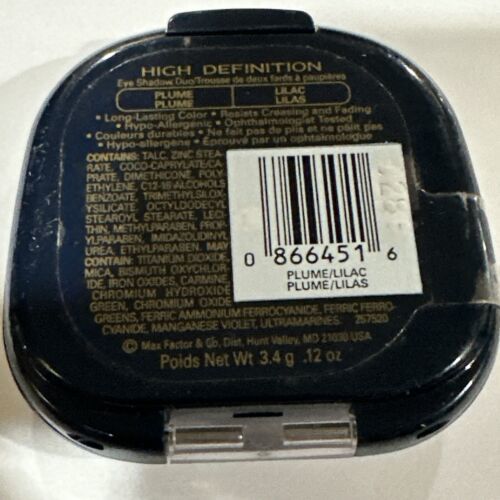 HIGH DEFINITION
Eye Shadow Duo/Trousse de deux fards à paupières
PLUME LILAC
PLUME LILAS
• Long-Lasting Color • Resists Creasing and Fading
• Hypo-Allergenic • Ophthalmologist Tested
• Couleurs durables • Ne fait pas de plis et ne pâlit pas
• Hypo-allergène • Éprouvé par un ophtalmologue
CONTAINS: TALC, ZINC STEA-
RATE, COCO-CAPRYLATE/CA-
PRATE, DIMETHICONE, POLY-
ETHYLENE, C12-15 ALCOHOLS
BENZOATE, TRIMETHYLSILOX-
YSILICATE, OCTYLDODECYL
STEAROYL STEARATE, LECI-
THIN, METHYLPARABEN, PROP-
YLPARABEN, IMIDAZOLIDINYL
UREA, ETHYLPARABEN. MAY
CONTAIN: TITANIUM DIOXIDE,
MICA, BISMUTH OXYCHLOR-
IDE, IRON OXIDES, CARMINE,
CHROMIUM HYDROXIDE
GREEN, CHROMIUM OXIDE
GREENS, FERRIC AMMONIUM FERROCYANIDE, FERRIC FERRO-
CYANIDE, MANGANESE VIOLET, ULTRAMARINES. 257520
0 866451 6
PLUME/LILAC
PLUME/LILAS
© Max Factor & Co. Dist, Hunt Valley, MD 21030 USA
Poids Net Wt 3.4 g .12 oz